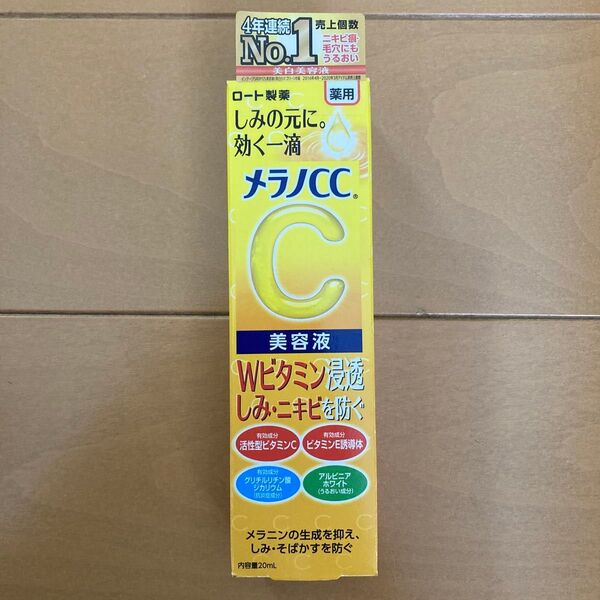 4年連続
No.1
売上個数
ニキビ痕・
毛穴にも
うるおい
美白美容液
ロート製薬
薬用
しみの元に。
効く一滴
メラノCC®
C
美容液
Wビタミン浸透
しみ・ニキビを防ぐ
有効成分
活性型ビタミンC
有効成分
ビタミンE誘導体
有効成分
グリチルリチン酸
ジカリウム
(抗炎症成分)
アルピニア
ホワイト
(うるおい成分)
メラニンの生成を抑え、
しみ・そばかすを防ぐ
内容量20mL